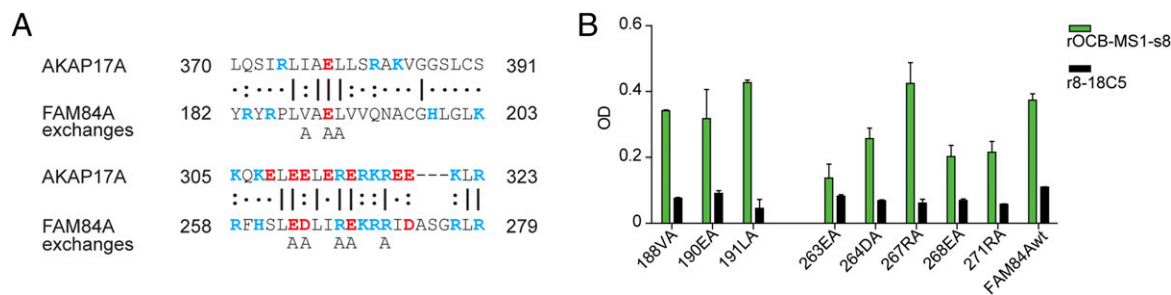 A
AKAP17A 370 LQSIRLIAELLSRAKVGGSLCS 391
FAM84A 182 YRYRPLVAELVVQNACGHLGLK 203
exchanges A AA
AKAP17A 305 KQKELEELERERKREE---KLR 323
FAM84A 258 RFHSLEDLIREKRRIDASGRLR 279
exchanges AA AA A
B
OD
0.6
0.4
0.2
0
rOCB-MS1-s8
r8-18C5
188VA
190EA
191LA
263EA
264DA
267RA
268EA
271RA
FAM84Awt